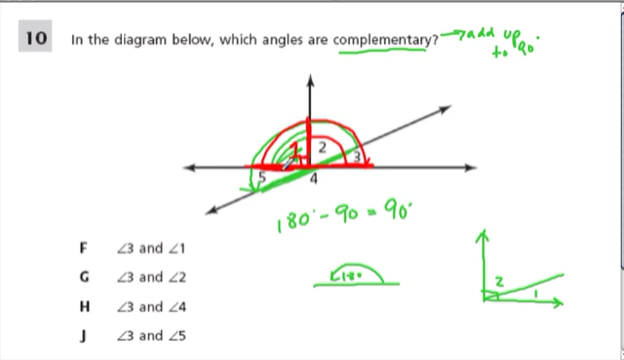 10 In the diagram below, which angles are complementary? add up
to 90°
1 2 3
5 4
180° - 90 = 90°
F ∠3 and ∠1
G ∠3 and ∠2
H ∠3 and ∠4
J ∠3 and ∠5
180
2
1